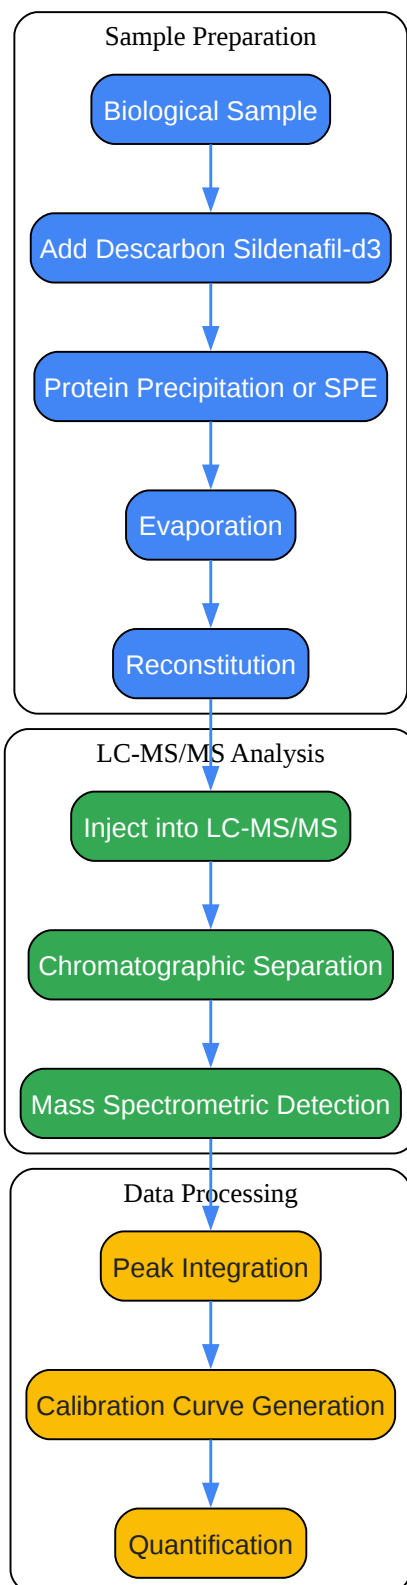 Sample Preparation
Biological Sample
Add Descarbon Sildenafil-d3
Protein Precipitation or SPE
Evaporation
Reconstitution
LC-MS/MS Analysis
Inject into LC-MS/MS
Chromatographic Separation
Mass Spectrometric Detection
Data Processing
Peak Integration
Calibration Curve Generation
Quantification